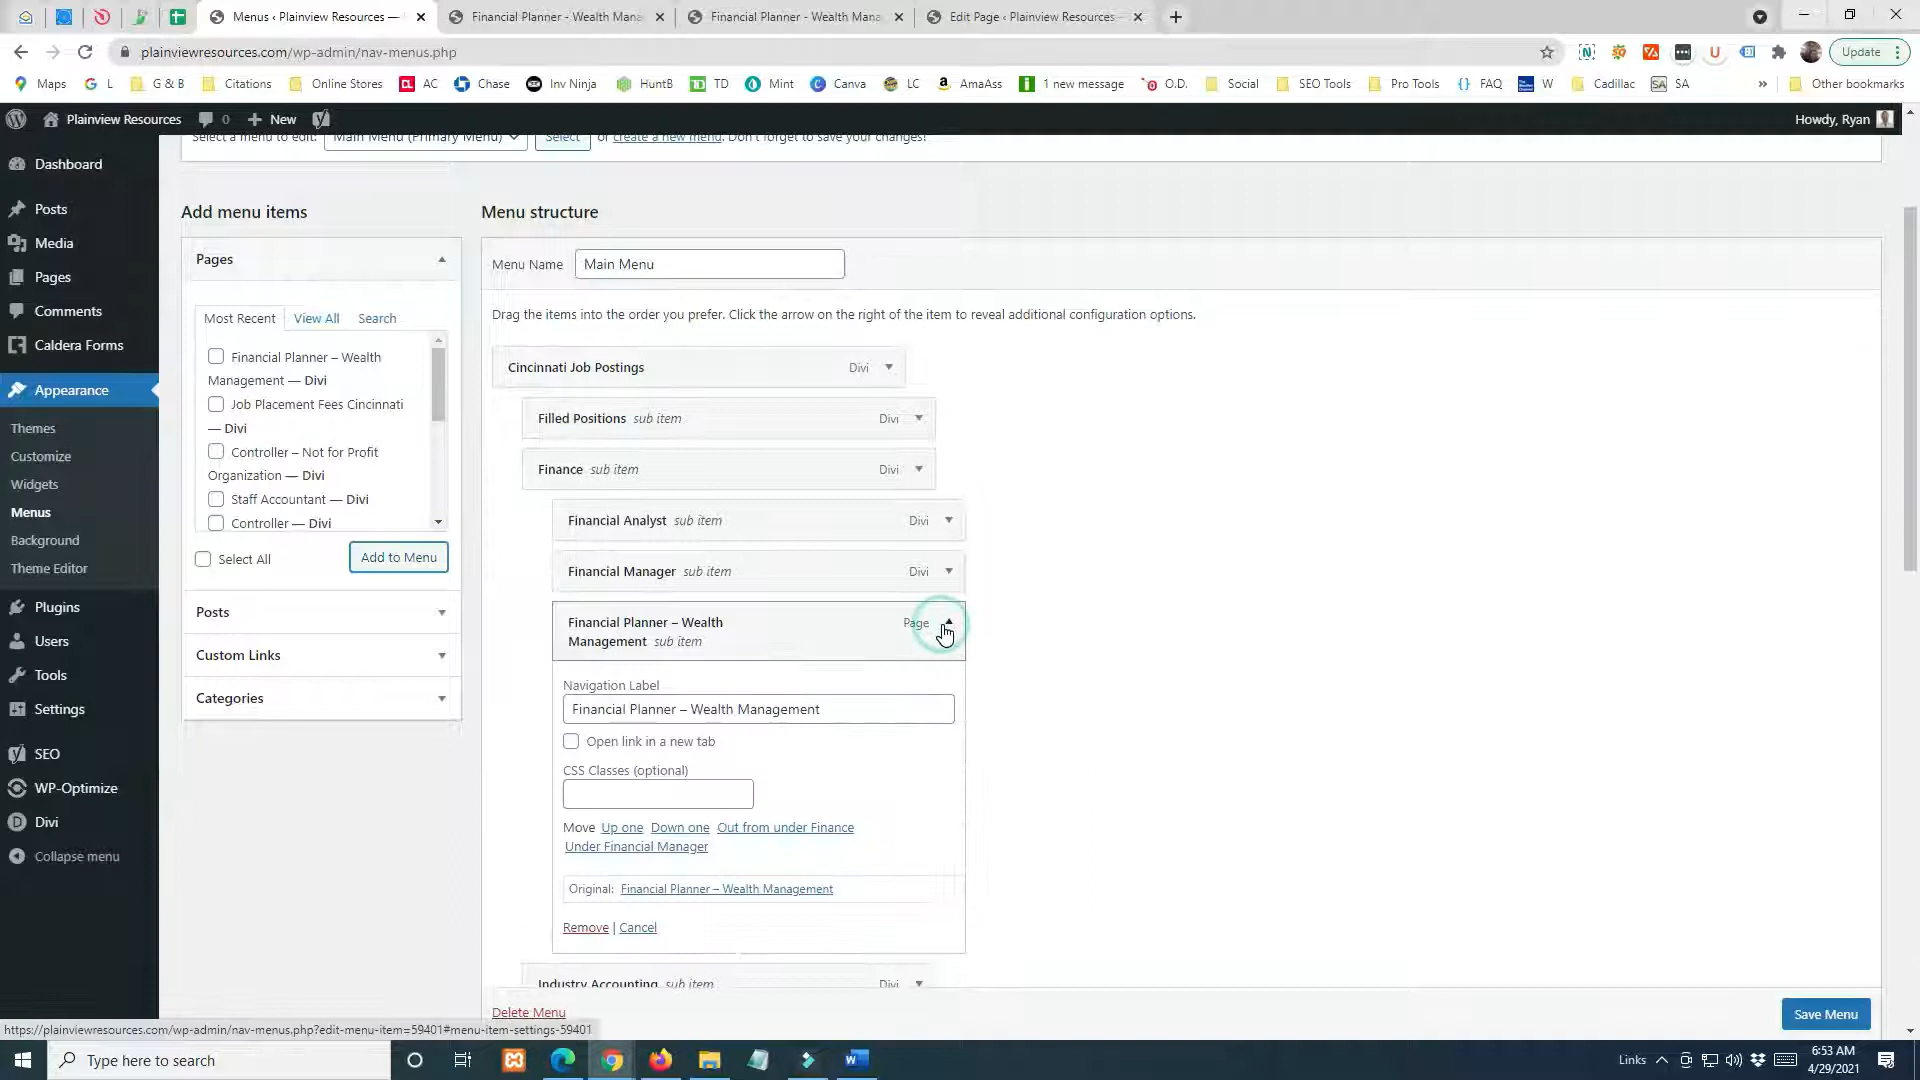 Menus ‹ Plainview Resources —
Financial Planner - Wealth Mana
Financial Planner - Wealth Mana
Edit Page ‹ Plainview Resources
plainviewresources.com/wp-admin/nav-menus.php
Update
Maps
L
G & B
Citations
Online Stores
AC
Chase
Inv Ninja
HuntB
TD
Mint
Canva
LC
AmaAss
1 new message
O.D.
Social
SEO Tools
Pro Tools
FAQ
W
Cadillac
SA
SA
»
Other bookmarks
Plainview Resources
0
New
Howdy, Ryan
Select a menu to edit: Main Menu (Primary Menu) Select or create a new menu. Don't forget to save your changes!
Dashboard
Posts
Media
Pages
Comments
Caldera Forms
Appearance
Themes
Customize
Widgets
Menus
Background
Theme Editor
Plugins
Users
Tools
Settings
SEO
WP-Optimize
Divi
Collapse menu
Add menu items
Pages
Most Recent
View All
Search
Financial Planner – Wealth
Management — Divi
Job Placement Fees Cincinnati
— Divi
Controller – Not for Profit
Organization — Divi
Staff Accountant — Divi
Controller — Divi
Select All
Add to Menu
Posts
Custom Links
Categories
Menu structure
Menu Name
Main Menu
Drag the items into the order you prefer. Click the arrow on the right of the item to reveal additional configuration options.
Cincinnati Job Postings Divi
Filled Positions sub item Divi
Finance sub item Divi
Financial Analyst sub item Divi
Financial Manager sub item Divi
Financial Planner – Wealth Page
Management sub item
Navigation Label
Financial Planner – Wealth Management
Open link in a new tab
CSS Classes (optional)
Move Up one Down one Out from under Finance
Under Financial Manager
Original: Financial Planner – Wealth Management
Remove | Cancel
Industry Accounting sub item Divi
Delete Menu
Save Menu
https://plainviewresources.com/wp-admin/nav-menus.php?edit-menu-item=59401#menu-item-settings-59401
Type here to search
Links
6:53 AM
4/29/2021